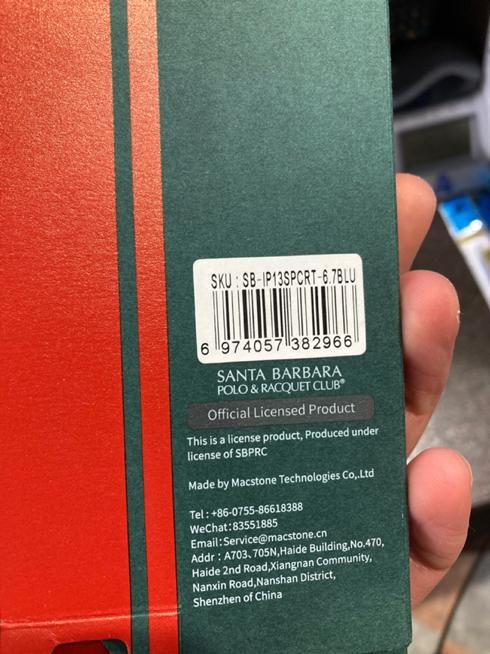 SKU : SB-IP13SPCRT-6.7BLU
6 974057 382966
SANTA BARBARA
POLO & RACQUET CLUB®
Official Licensed Product
This is a license product, Produced under
license of SBPRC
Made by Macstone Technologies Co,.Ltd
Tel : +86-0755-86618388
WeChat:83551885
Email:Service@macstone.cn
Addr : A703、705N,Haide Building,No.470,
Haide 2nd Road,Xiangnan Community,
Nanxin Road,Nanshan District,
Shenzhen of China